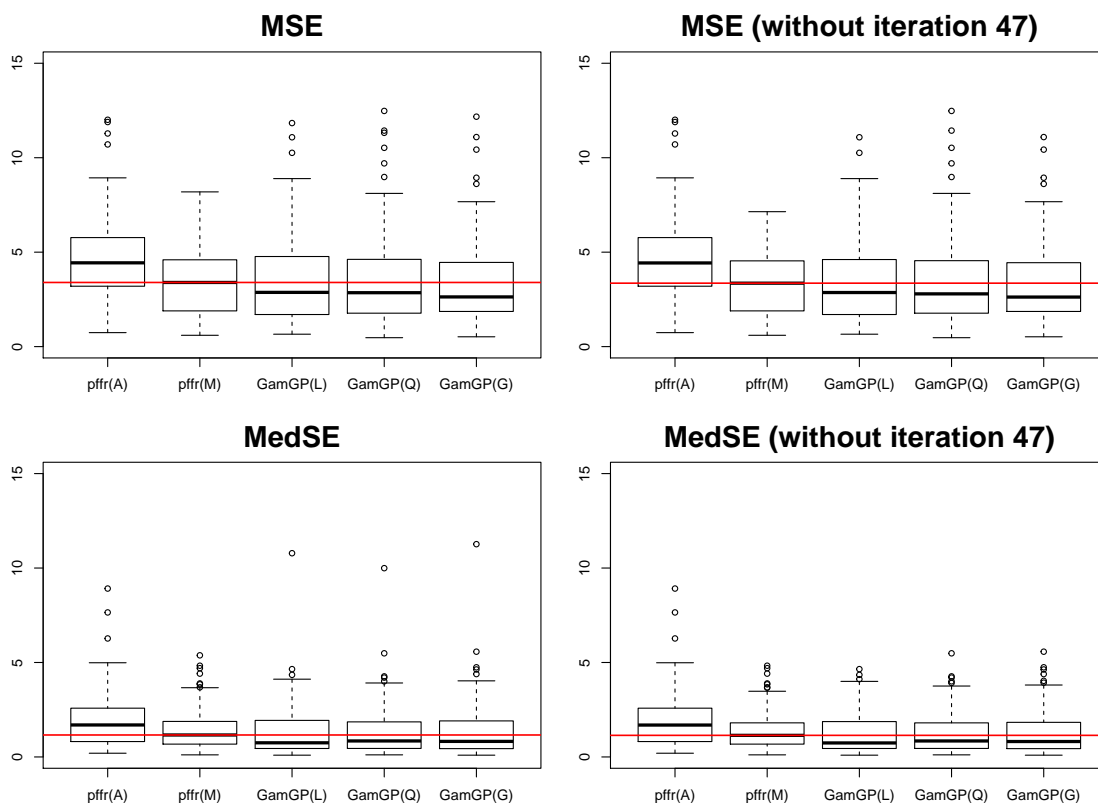 MSE
15
10
5
0
pffr(A) pffr(M) GamGP(L) GamGP(Q) GamGP(G)
MSE (without iteration 47)
15
10
5
0
pffr(A) pffr(M) GamGP(L) GamGP(Q) GamGP(G)
MedSE
15
10
5
0
pffr(A) pffr(M) GamGP(L) GamGP(Q) GamGP(G)
MedSE (without iteration 47)
15
10
5
0
pffr(A) pffr(M) GamGP(L) GamGP(Q) GamGP(G)